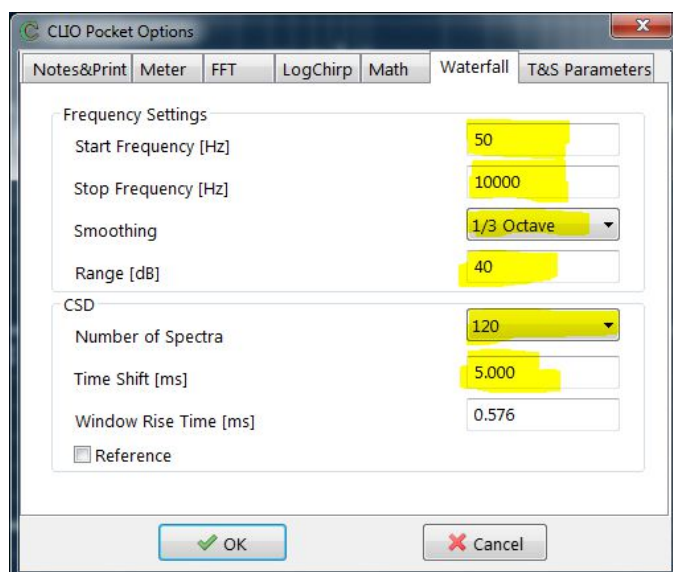 CLIO Pocket Options
Notes&Print Meter FFT LogChirp Math Waterfall T&S Parameters
Frequency Settings
Start Frequency [Hz] 50
Stop Frequency [Hz] 10000
Smoothing 1/3 Octave
Range [dB] 40
CSD
Number of Spectra 120
Time Shift [ms] 5.000
Window Rise Time [ms] 0.576
Reference
OK Cancel